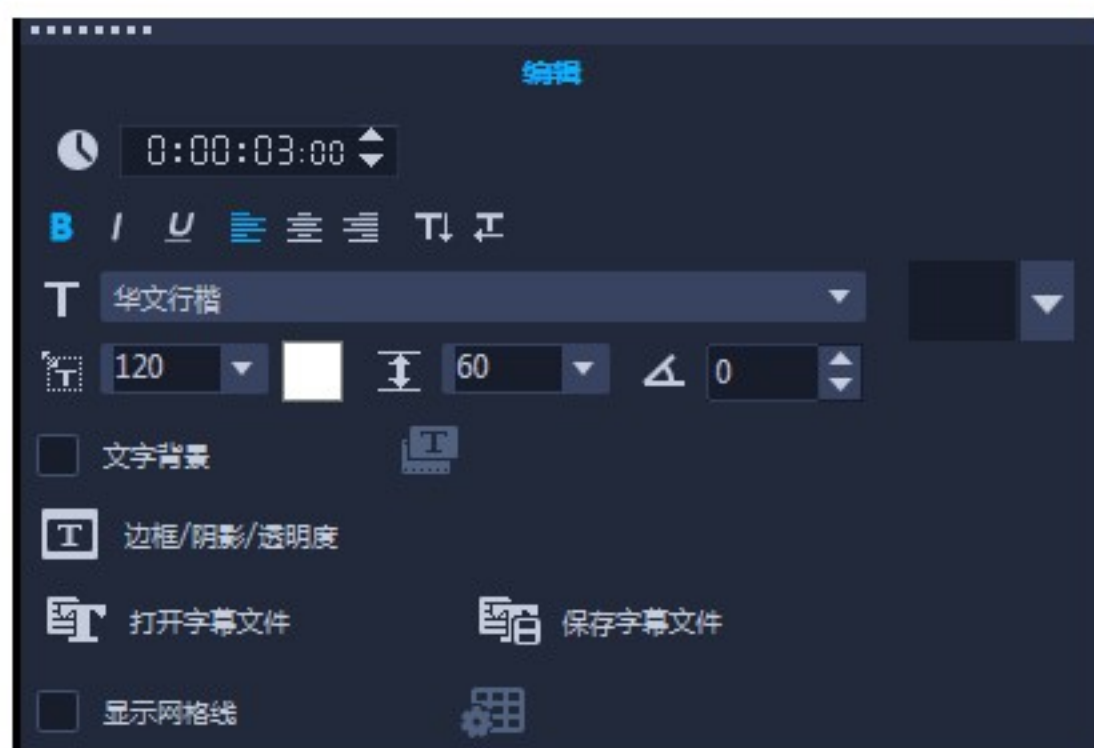 编辑
0:00:03:00
B I U
华文行楷
120 60 0
文字背景
边框/阴影/透明度
打开字幕文件 保存字幕文件
显示网格线